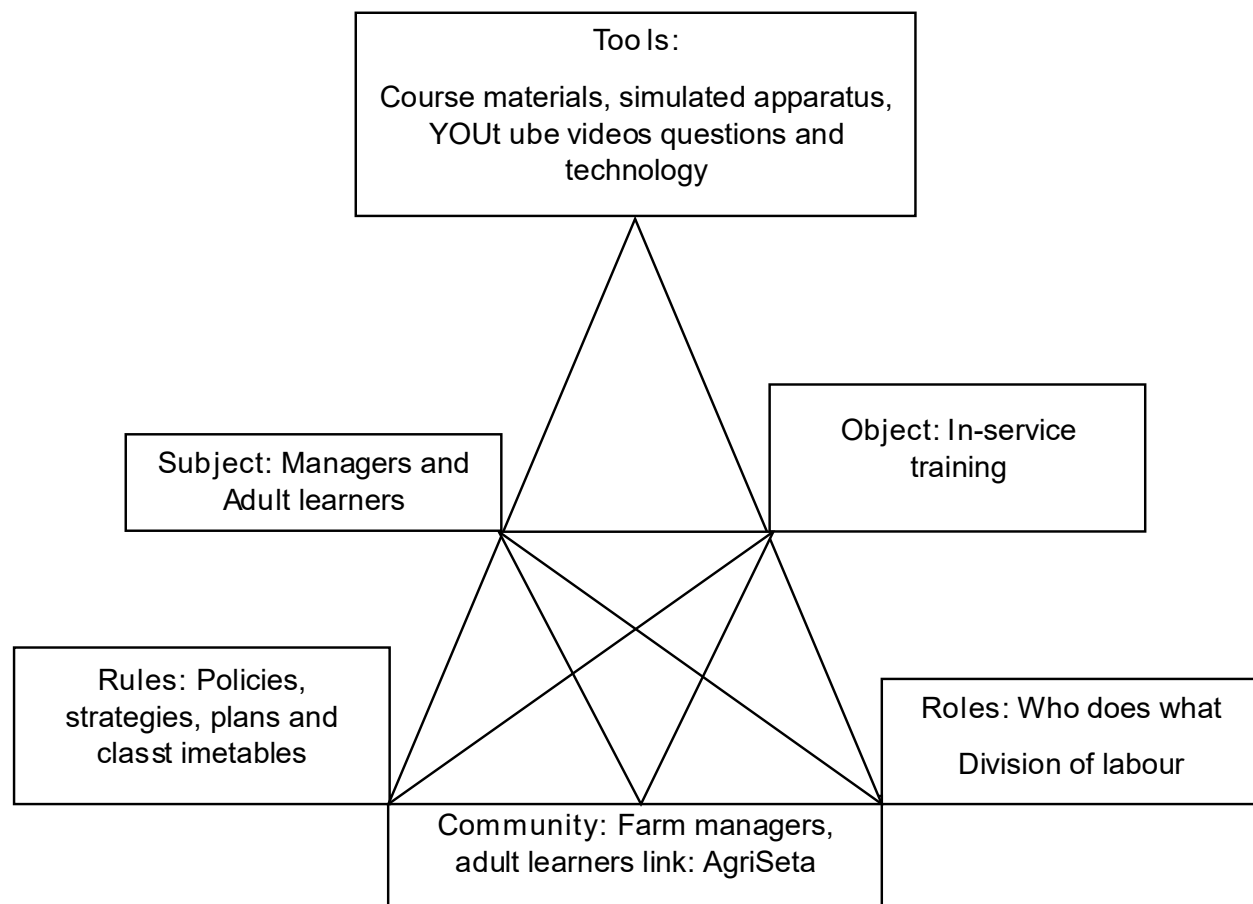 Too ls:
Course materials, simulated apparatus,
YOUt ube videos questions and
technology
Subject: Managers and
Adult learners
Object: In-service
training
Rules: Policies,
strategies, plans and
classt imetables
Roles: Who does what
Division of labour
Community: Farm managers,
adult learners link: AgriSeta